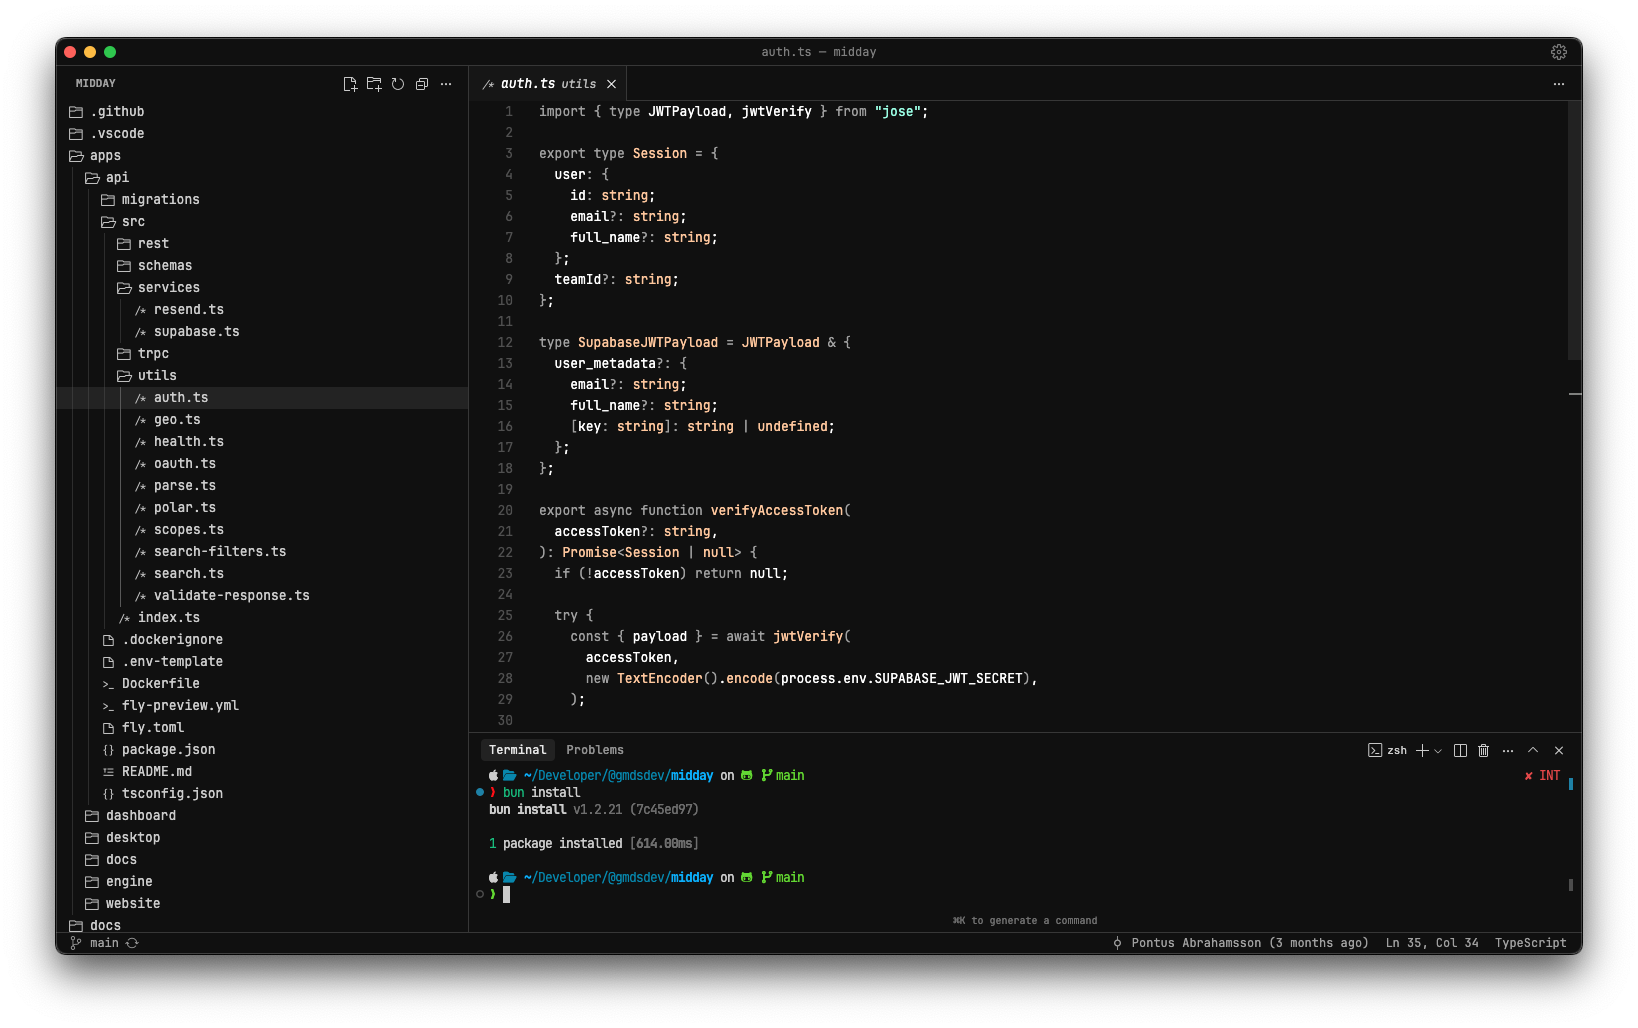 auth.ts — midday
MIDDAY
.github
.vscode
apps
api
migrations
src
rest
schemas
services
/* resend.ts
/* supabase.ts
trpc
utils
/* auth.ts
/* geo.ts
/* health.ts
/* oauth.ts
/* parse.ts
/* polar.ts
/* scopes.ts
/* search-filters.ts
/* search.ts
/* validate-response.ts
/* index.ts
.dockerignore
.env-template
>_ Dockerfile
>_ fly-preview.yml
fly.toml
{} package.json
README.md
{} tsconfig.json
dashboard
desktop
docs
engine
website
docs
/* auth.ts utils
1 import { type JWTPayload, jwtVerify } from "jose";
2
3 export type Session = {
4   user: {
5     id: string;
6     email?: string;
7     full_name?: string;
8   };
9   teamId?: string;
10 };
11
12 type SupabaseJWTPayload = JWTPayload & {
13   user_metadata?: {
14     email?: string;
15     full_name?: string;
16     [key: string]: string | undefined;
17   };
18 };
19
20 export async function verifyAccessToken(
21   accessToken?: string,
22 ): Promise<Session | null> {
23   if (!accessToken) return null;
24
25   try {
26     const { payload } = await jwtVerify(
27       accessToken,
28       new TextEncoder().encode(process.env.SUPABASE_JWT_SECRET),
29     );
30
Terminal Problems zsh
~/Developer/@gmdsdev/midday on main ✘ INT
❯ bun install
bun install v1.2.21 (7c45ed97)
1 package installed [614.00ms]
~/Developer/@gmdsdev/midday on main
❯
⌘K to generate a command
main
Pontus Abrahamsson (3 months ago) Ln 35, Col 34 TypeScript